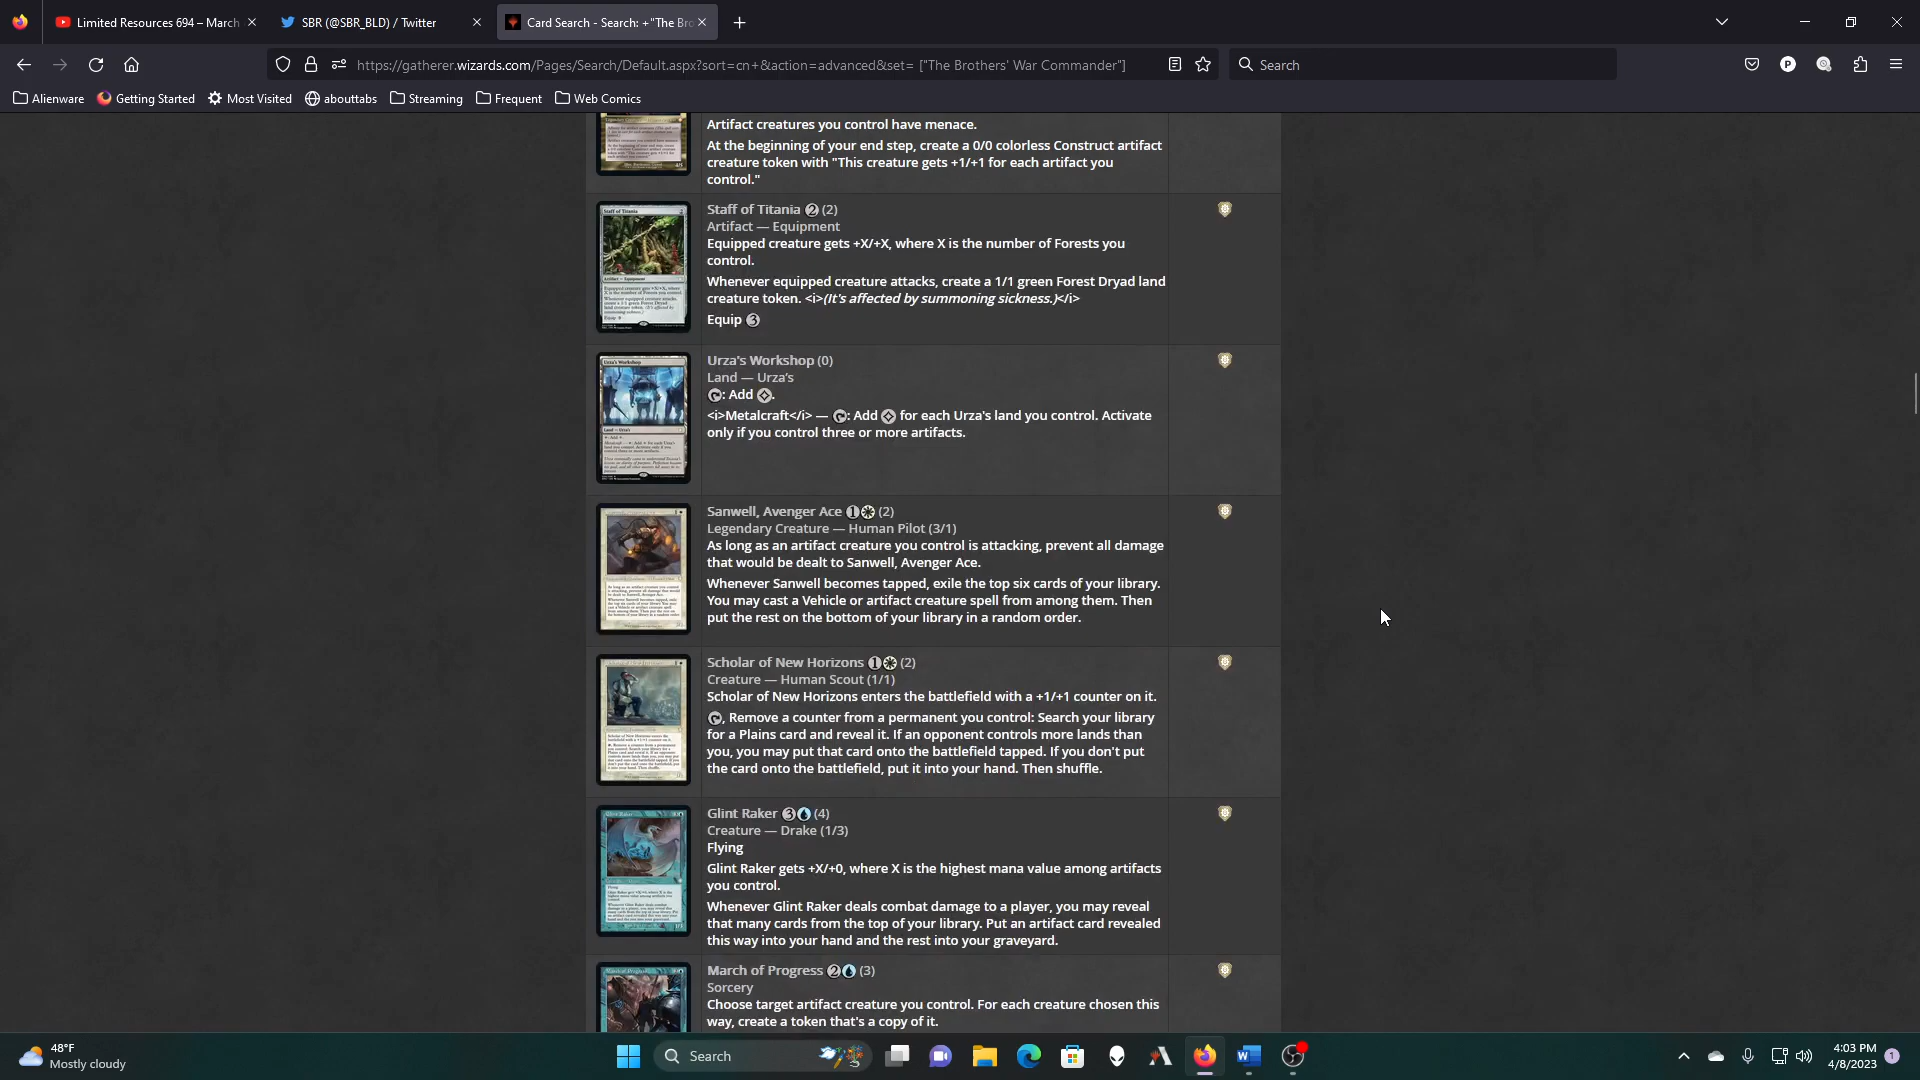 Limited Resources 694 – March
SBR (@SBR_BLD) / Twitter
Card Search - Search: +"The Bro
https://gatherer.wizards.com/Pages/Search/Default.aspx?sort=cn+&action=advanced&set= ["The Brothers' War Commander"]
Search
Alienware
Getting Started
Most Visited
abouttabs
Streaming
Frequent
Web Comics
Artifact creatures you control have menace.
At the beginning of your end step, create a 0/0 colorless Construct artifact
creature token with "This creature gets +1/+1 for each artifact you
control."
Staff of Titania 2 (2)
Artifact — Equipment
Equipped creature gets +X/+X, where X is the number of Forests you
control.
Whenever equipped creature attacks, create a 1/1 green Forest Dryad land
creature token. <i>(It's affected by summoning sickness.)</i>
Equip 3
Urza's Workshop (0)
Land — Urza's
: Add .
<i>Metalcraft</i> — : Add for each Urza's land you control. Activate
only if you control three or more artifacts.
Sanwell, Avenger Ace 1 (2)
Legendary Creature — Human Pilot (3/1)
As long as an artifact creature you control is attacking, prevent all damage
that would be dealt to Sanwell, Avenger Ace.
Whenever Sanwell becomes tapped, exile the top six cards of your library.
You may cast a Vehicle or artifact creature spell from among them. Then
put the rest on the bottom of your library in a random order.
Scholar of New Horizons 1 (2)
Creature — Human Scout (1/1)
Scholar of New Horizons enters the battlefield with a +1/+1 counter on it.
, Remove a counter from a permanent you control: Search your library
for a Plains card and reveal it. If an opponent controls more lands than
you, you may put that card onto the battlefield tapped. If you don't put
the card onto the battlefield, put it into your hand. Then shuffle.
Glint Raker 3 (4)
Creature — Drake (1/3)
Flying
Glint Raker gets +X/+0, where X is the highest mana value among artifacts
you control.
Whenever Glint Raker deals combat damage to a player, you may reveal
that many cards from the top of your library. Put an artifact card revealed
this way into your hand and the rest into your graveyard.
March of Progress 2 (3)
Sorcery
Choose target artifact creature you control. For each creature chosen this
way, create a token that's a copy of it.
48°F
Mostly cloudy
Search
4:03 PM
4/8/2023
1